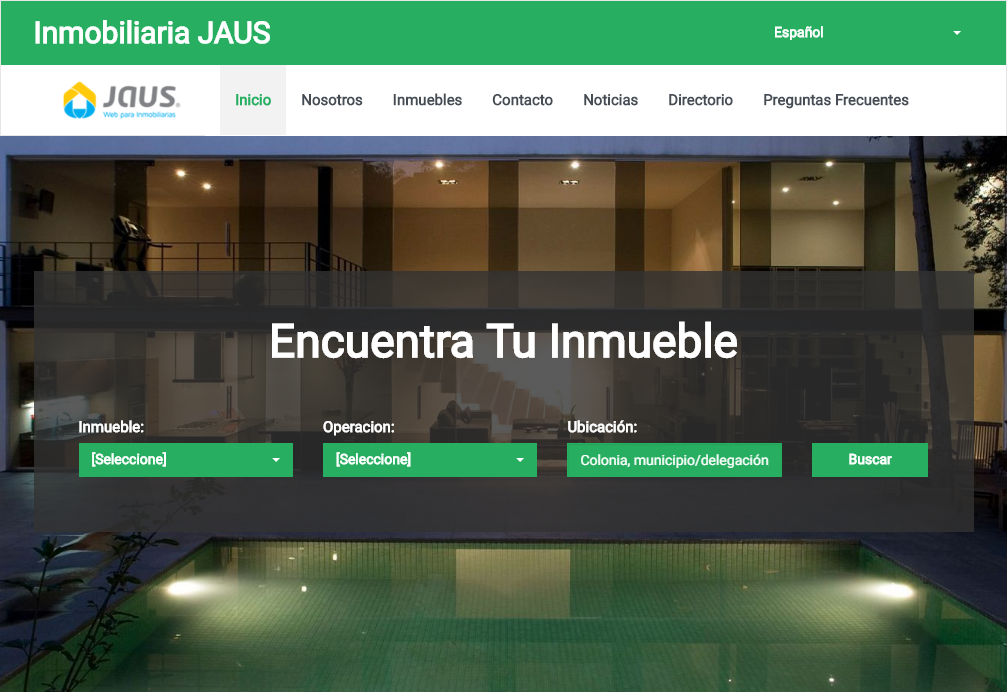 Inmobiliaria JAUS
Español
JAUS®
Web para Inmobiliarias
Inicio
Nosotros
Inmuebles
Contacto
Noticias
Directorio
Preguntas Frecuentes
Encuentra Tu Inmueble
Inmueble:
Operacion:
Ubicación:
[Seleccione]
[Seleccione]
Colonia, municipio/delegación
Buscar